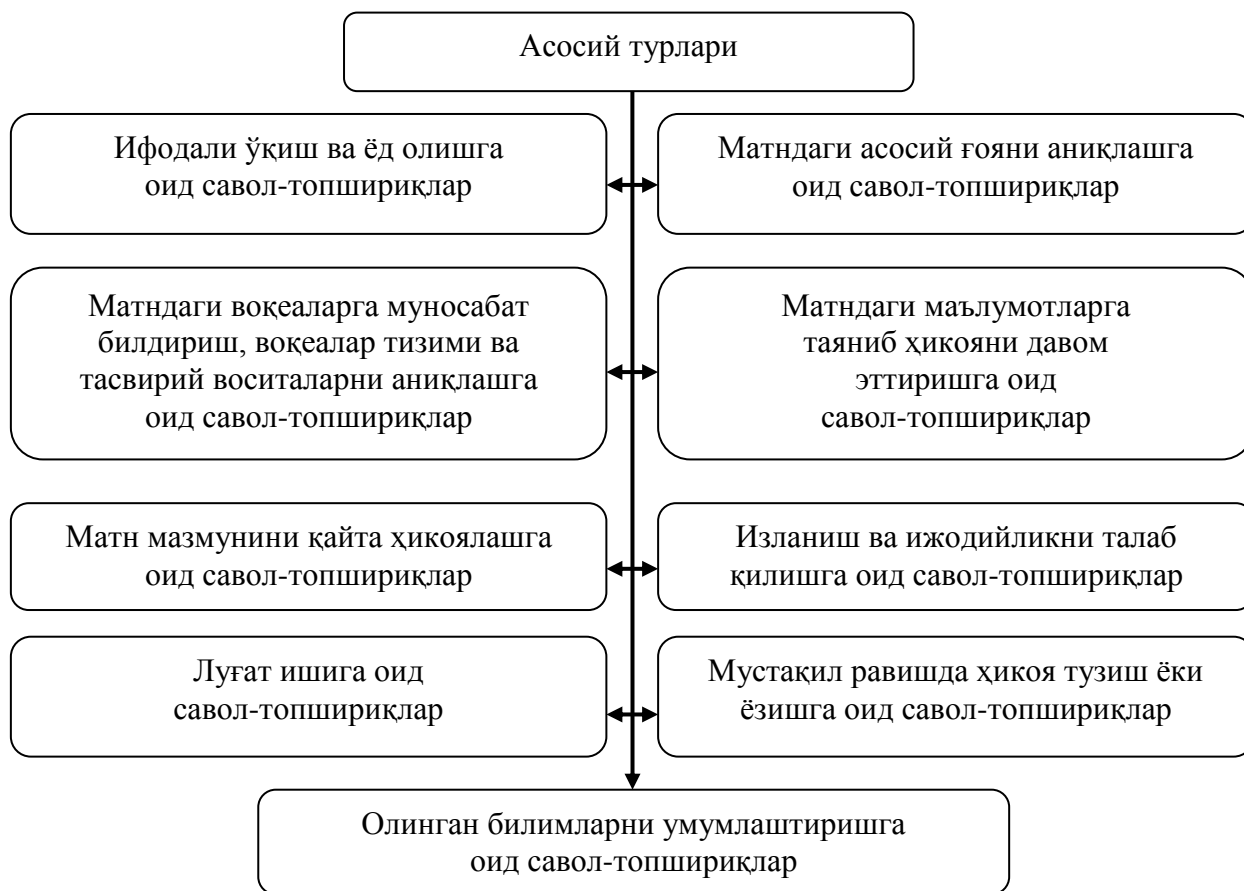 Асосий турлари
Ифодали ўқиш ва ёд олишга
оид савол-топшириқлар
Матндаги асосий ғояни аниқлашга
оид савол-топшириқлар
Матндаги воқеаларга муносабат
билдириш, воқеалар тизими ва
тасвирий воситаларни аниқлашга
оид савол-топшириқлар
Матндаги маълумотларга
таяниб ҳикояни давом
эттиришга оид
савол-топшириқлар
Матн мазмунини қайта ҳикоялашга
оид савол-топшириқлар
Изланиш ва ижодийликни талаб
қилишга оид савол-топшириқлар
Луғат ишига оид
савол-топшириқлар
Мустақил равишда ҳикоя тузиш ёки
ёзишга оид савол-топшириқлар
Олинган билимларни умумлаштиришга
оид савол-топшириқлар